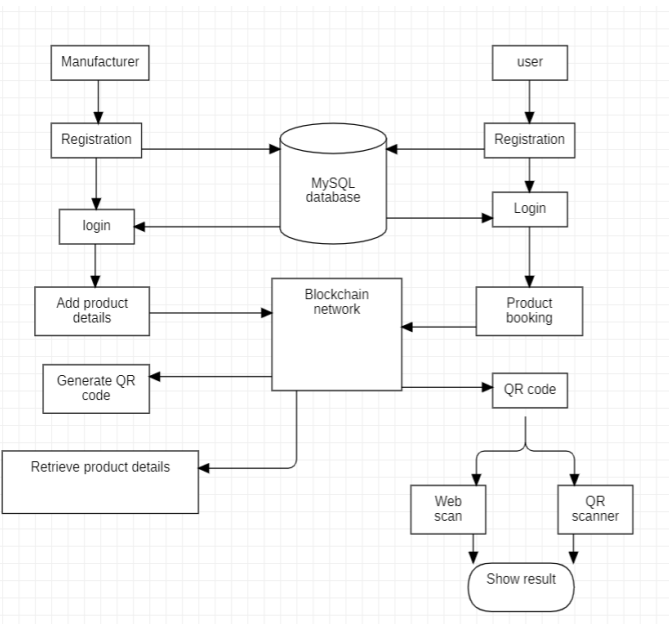 Manufacturer
user
Registration
Registration
MySQL
database
login
Login
Add product
details
Blockchain
network
Product
booking
Generate QR
code
QR code
Retrieve product details
Web
scan
QR
scanner
Show result